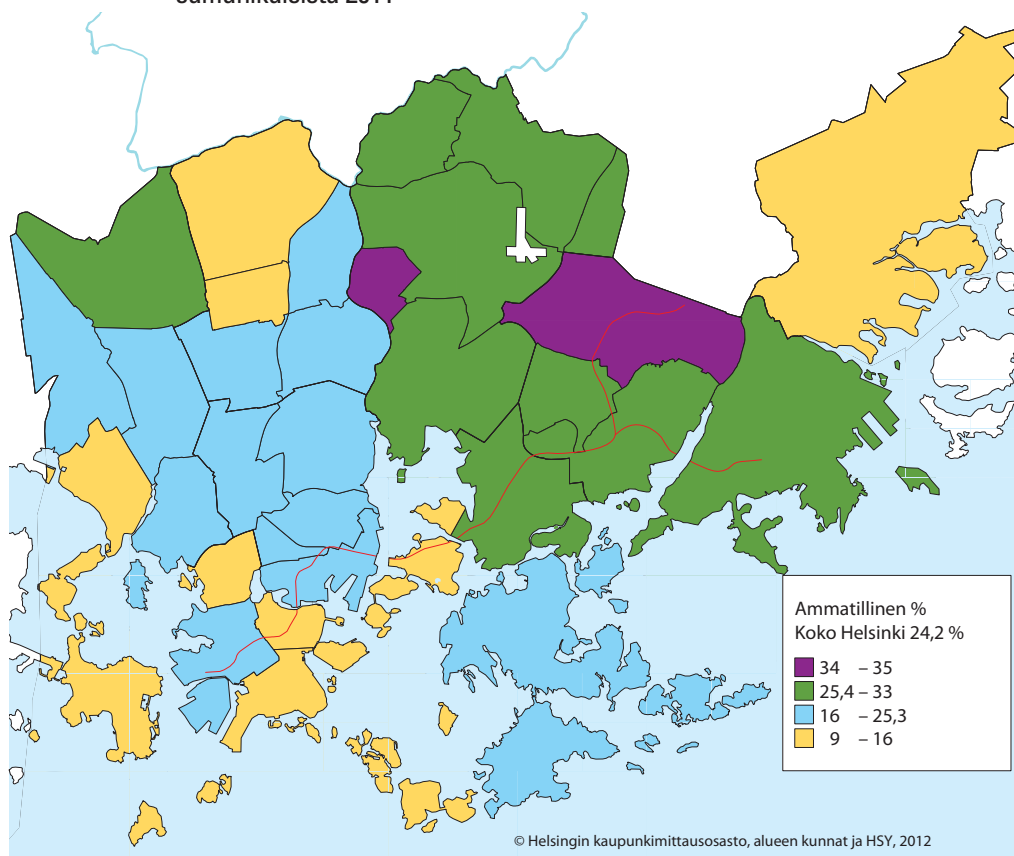 2011
Ammatillinen %
Koko Helsinki 24,2 %
34 – 35
25,4 – 33
16 – 25,3
9 – 16
© Helsingin kaupunkimittausosasto, alueen kunnat ja HSY, 2012